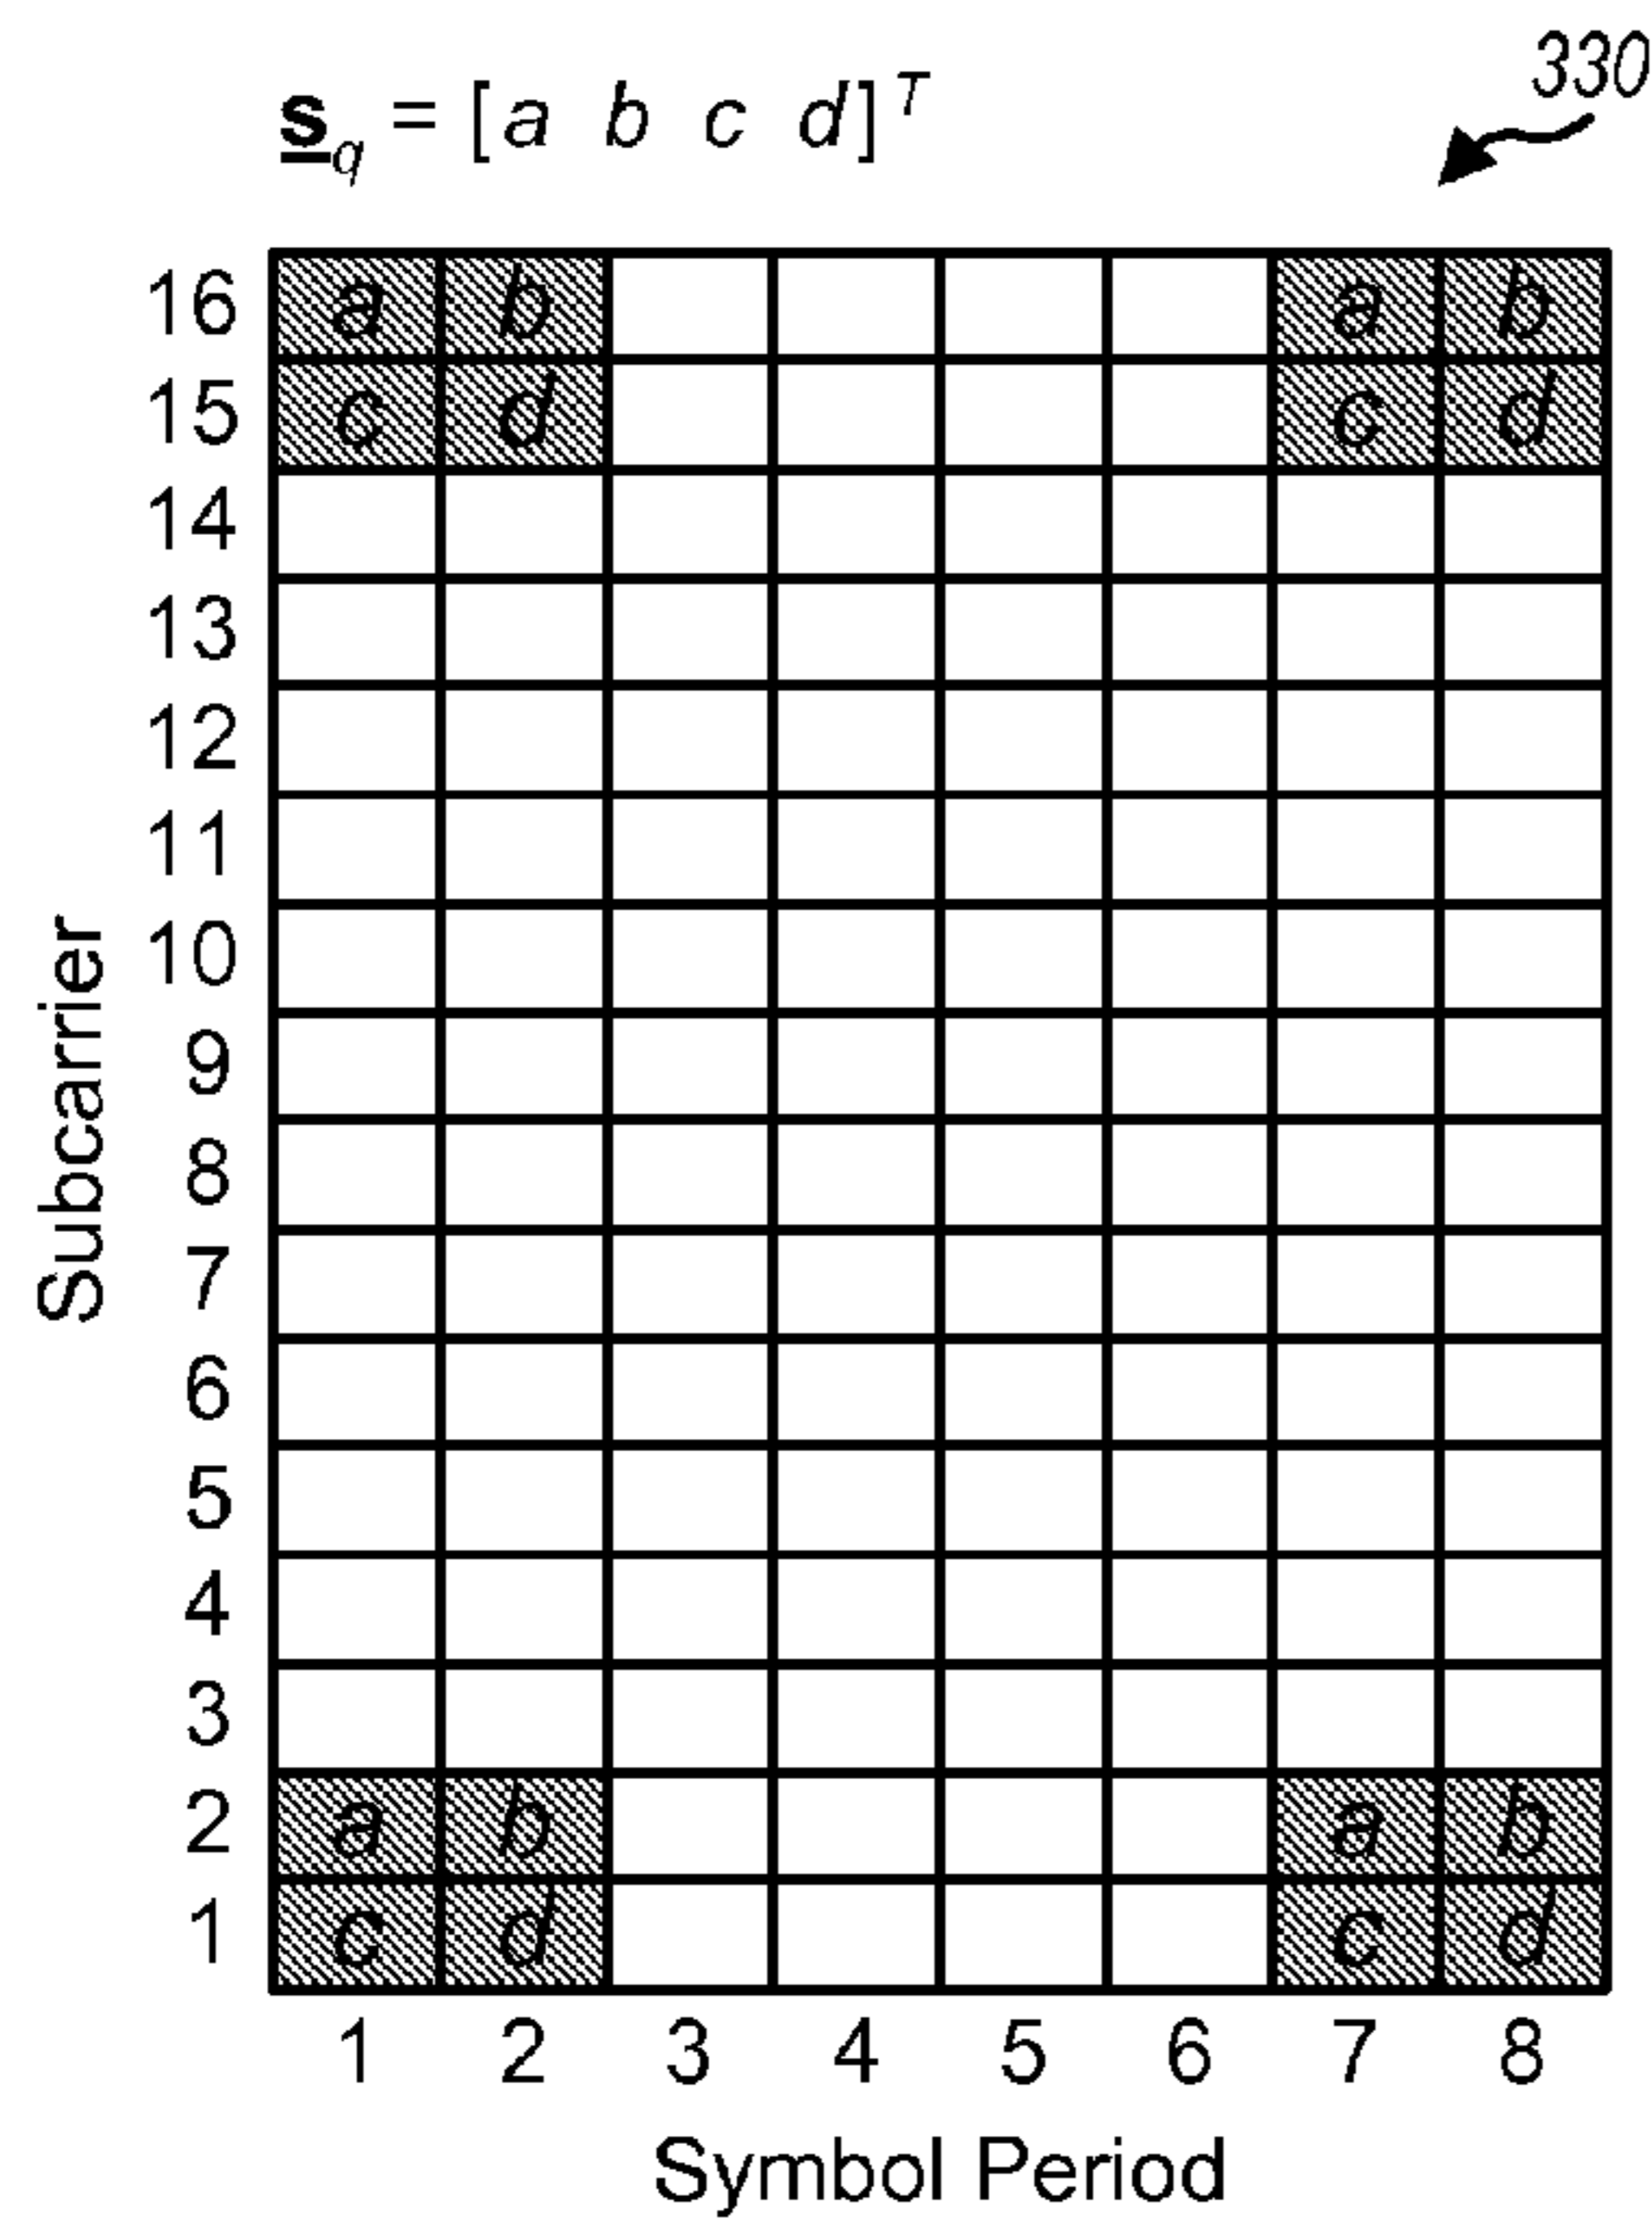 330
s_q = [a b c d]^T
16 a b a b
15 c d c d
14
13
12
11
10
9
8
7
6
5
4
3
2 a b a b
1 c d c d
1 2 3 4 5 6 7 8
Subcarrier
Symbol Period